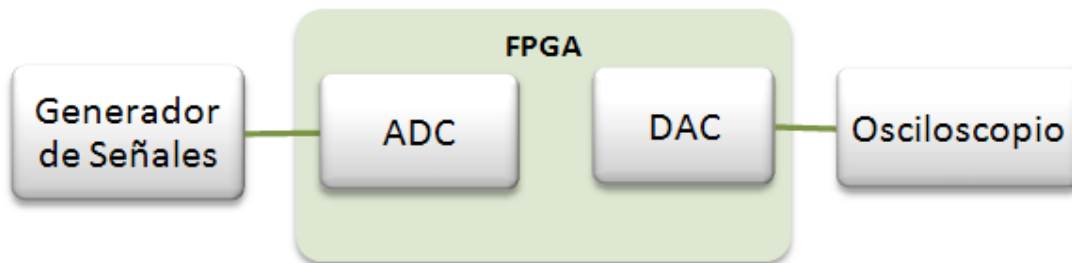 FPGA
Generador
de Señales
ADC
DAC
Osciloscopio